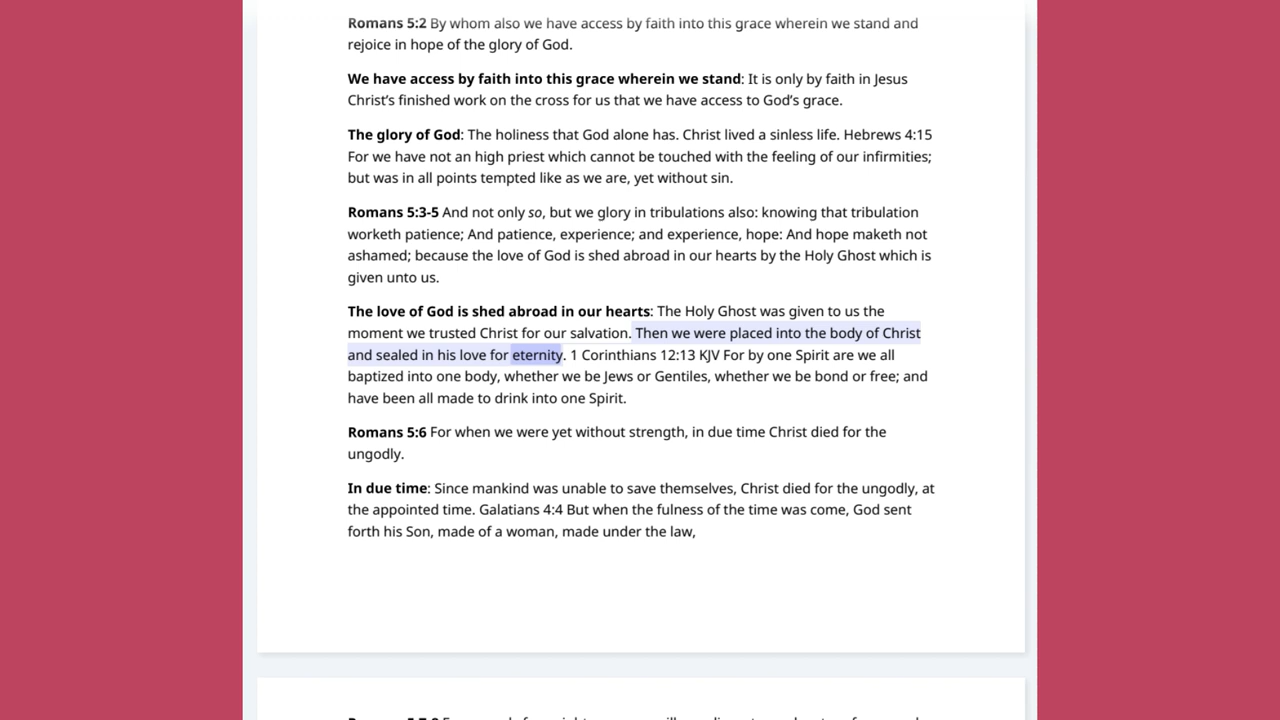 Romans 5:2 By whom also we have access by faith into this grace wherein we stand and
rejoice in hope of the glory of God.
We have access by faith into this grace wherein we stand: It is only by faith in Jesus
Christ’s finished work on the cross for us that we have access to God’s grace.
The glory of God: The holiness that God alone has. Christ lived a sinless life. Hebrews 4:15
For we have not an high priest which cannot be touched with the feeling of our infirmities;
but was in all points tempted like as we are, yet without sin.
Romans 5:3-5 And not only so, but we glory in tribulations also: knowing that tribulation
worketh patience; And patience, experience; and experience, hope: And hope maketh not
ashamed; because the love of God is shed abroad in our hearts by the Holy Ghost which is
given unto us.
The love of God is shed abroad in our hearts: The Holy Ghost was given to us the
moment we trusted Christ for our salvation. Then we were placed into the body of Christ
and sealed in his love for eternity. 1 Corinthians 12:13 KJV For by one Spirit are we all
baptized into one body, whether we be Jews or Gentiles, whether we be bond or free; and
have been all made to drink into one Spirit.
Romans 5:6 For when we were yet without strength, in due time Christ died for the
ungodly.
In due time: Since mankind was unable to save themselves, Christ died for the ungodly, at
the appointed time. Galatians 4:4 But when the fulness of the time was come, God sent
forth his Son, made of a woman, made under the law,